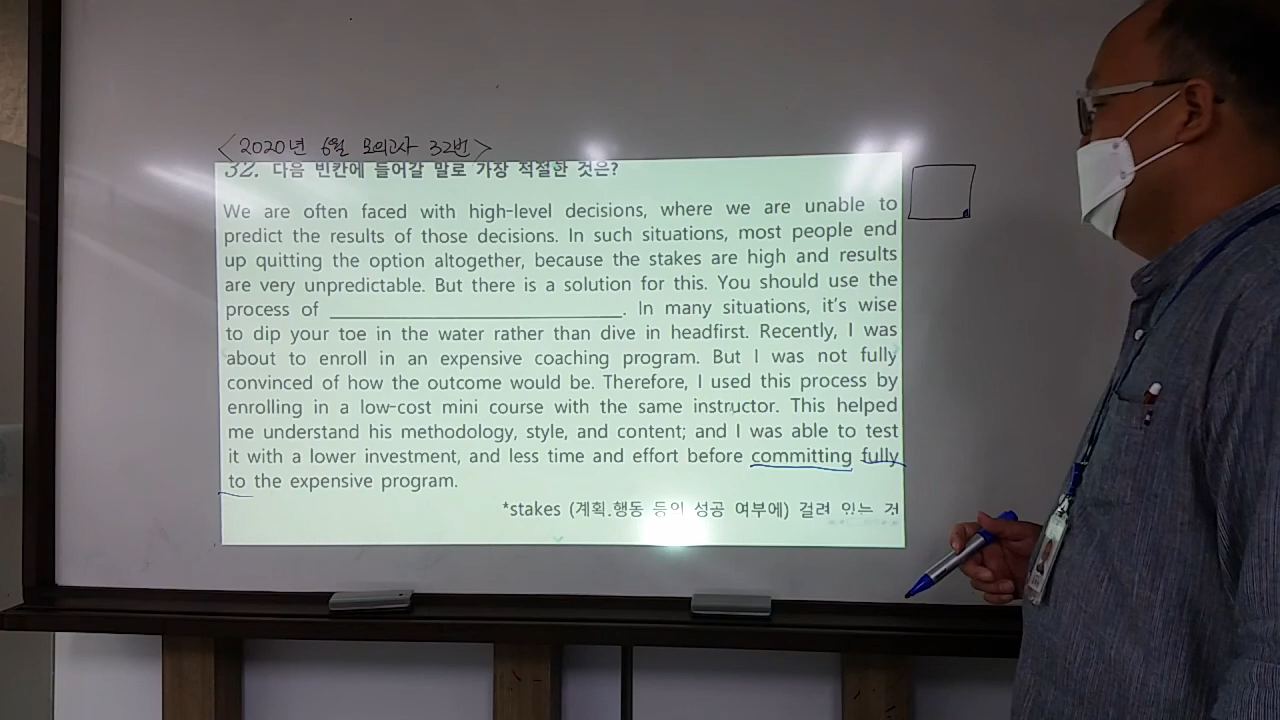 <2020년 6월 모의고사 32번>
32. 다음 빈칸에 들어갈 말로 가장 적절한 것은?
We are often faced with high-level decisions, where we are unable to
predict the results of those decisions. In such situations, most people end
up quitting the option altogether, because the stakes are high and results
are very unpredictable. But there is a solution for this. You should use the
process of ______________________________. In many situations, it's wise
to dip your toe in the water rather than dive in headfirst. Recently, I was
about to enroll in an expensive coaching program. But I was not fully
convinced of how the outcome would be. Therefore, I used this process by
enrolling in a low-cost mini course with the same instructor. This helped
me understand his methodology, style, and content; and I was able to test
it with a lower investment, and less time and effort before committing fully
to the expensive program.
*stakes (계획.행동 등의 성공 여부에) 걸려 있는 것